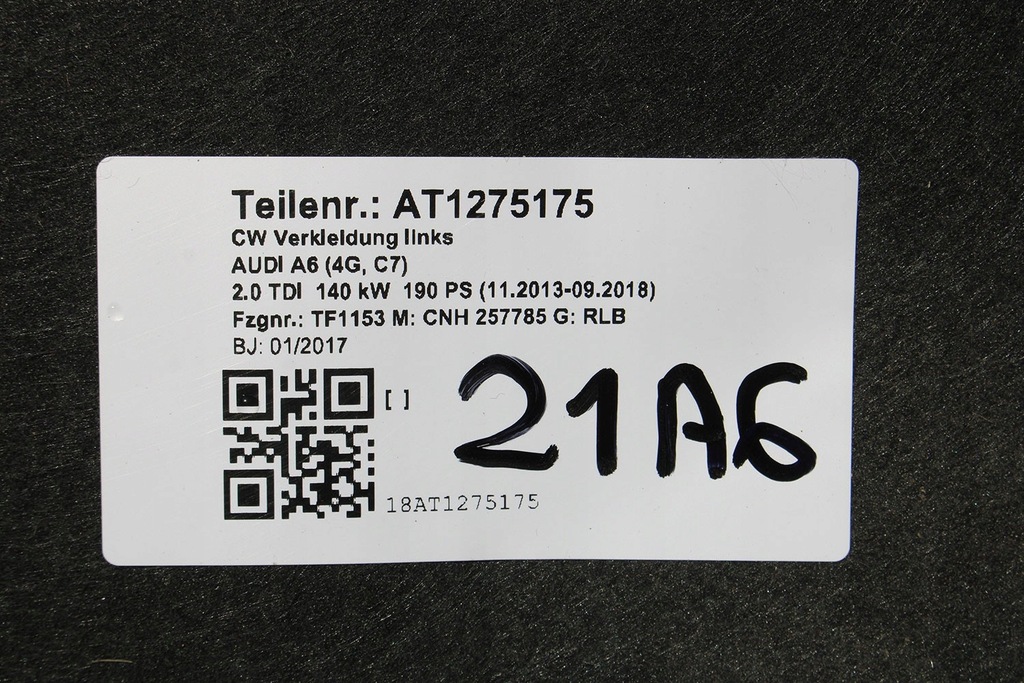 Teilenr.: AT1275175
CW Verkleidung links
AUDI A6 (4G, C7)
2.0 TDI 140 kW 190 PS (11.2013-09.2018)
Fzgnr.: TF1153 M: CNH 257785 G: RLB
BJ: 01/2017
[ ]
21A6
18AT1275175